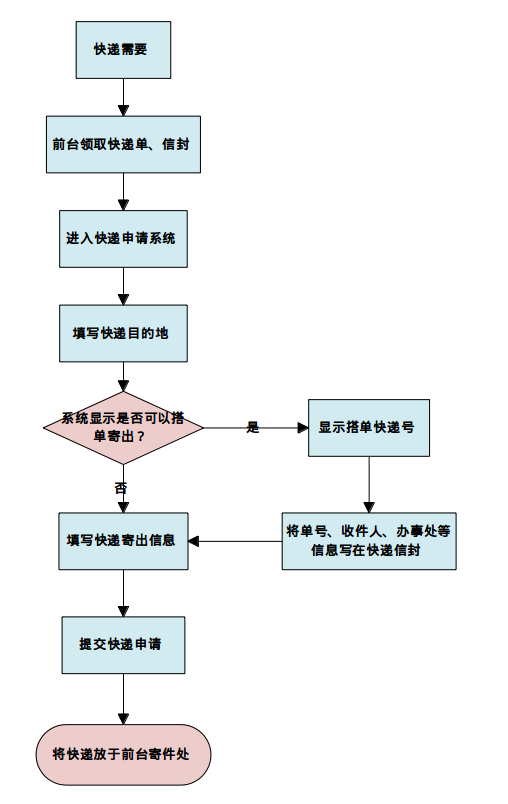 快递需要
前台领取快递单、信封
进入快递申请系统
填写快递目的地
系统显示是否可以搭
单寄出？
是
显示搭单快递号
否
将单号、收件人、办事处等
信息写在快递信封
填写快递寄出信息
提交快递申请
将快递放于前台寄件处